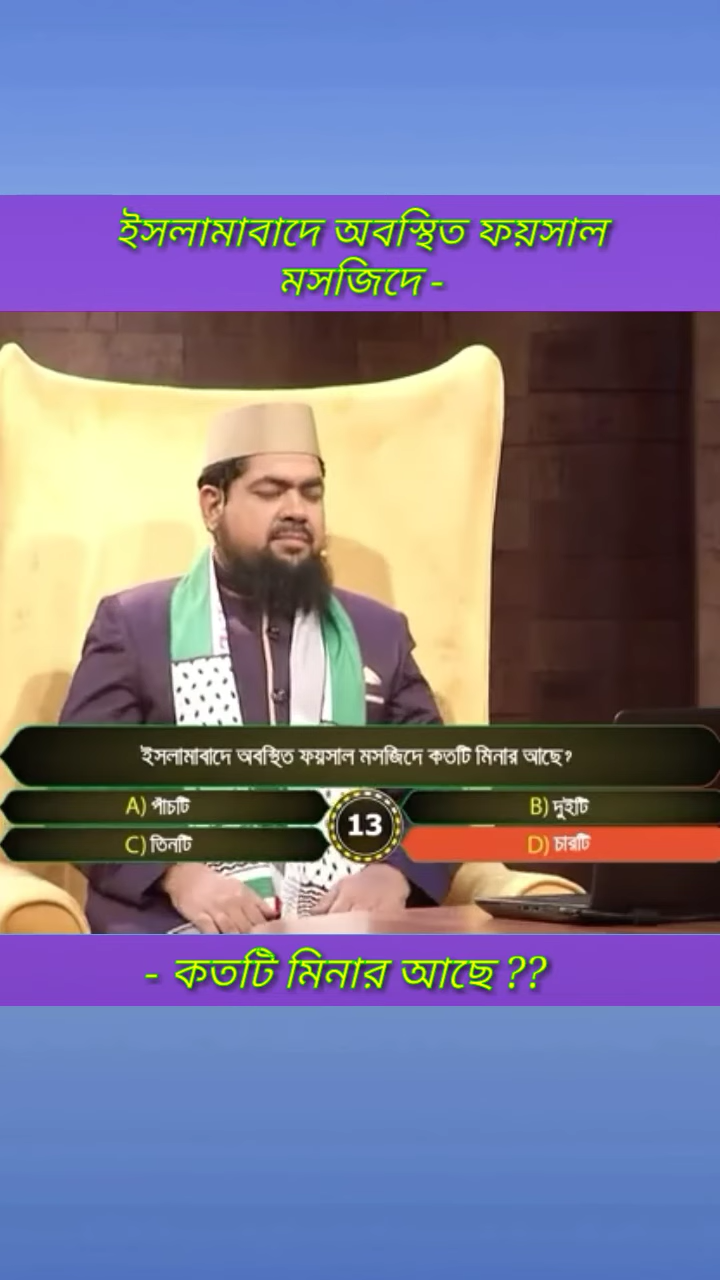 ইসলামাবাদে অবস্থিত ফয়সাল
মসজিদে -
ইসলামাবাদে অবস্থিত ফয়সাল মসজিদে কতটি মিনার আছে?
A) পাঁচটি
B) দুইটি
13
C) তিনটি
D) চারটি
- কতটি মিনার আছে ??